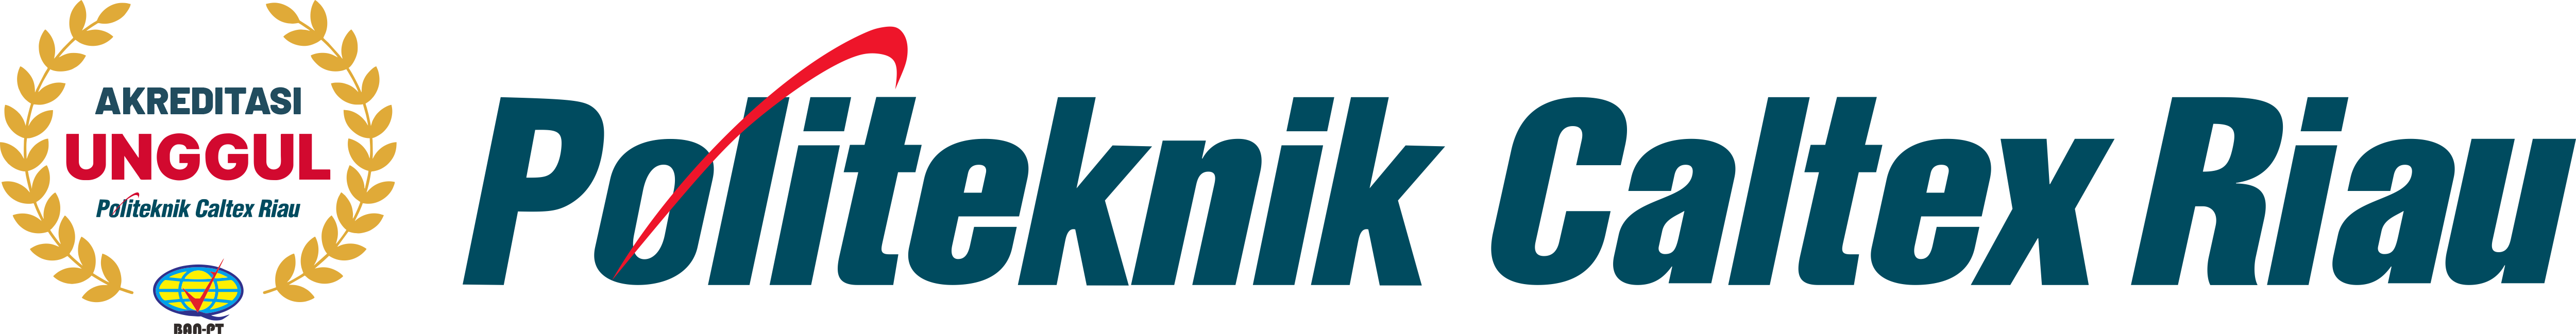 AKREDITASI
UNGGUL
Politeknik Caltex Riau
BAN-PT
Politeknik Caltex Riau